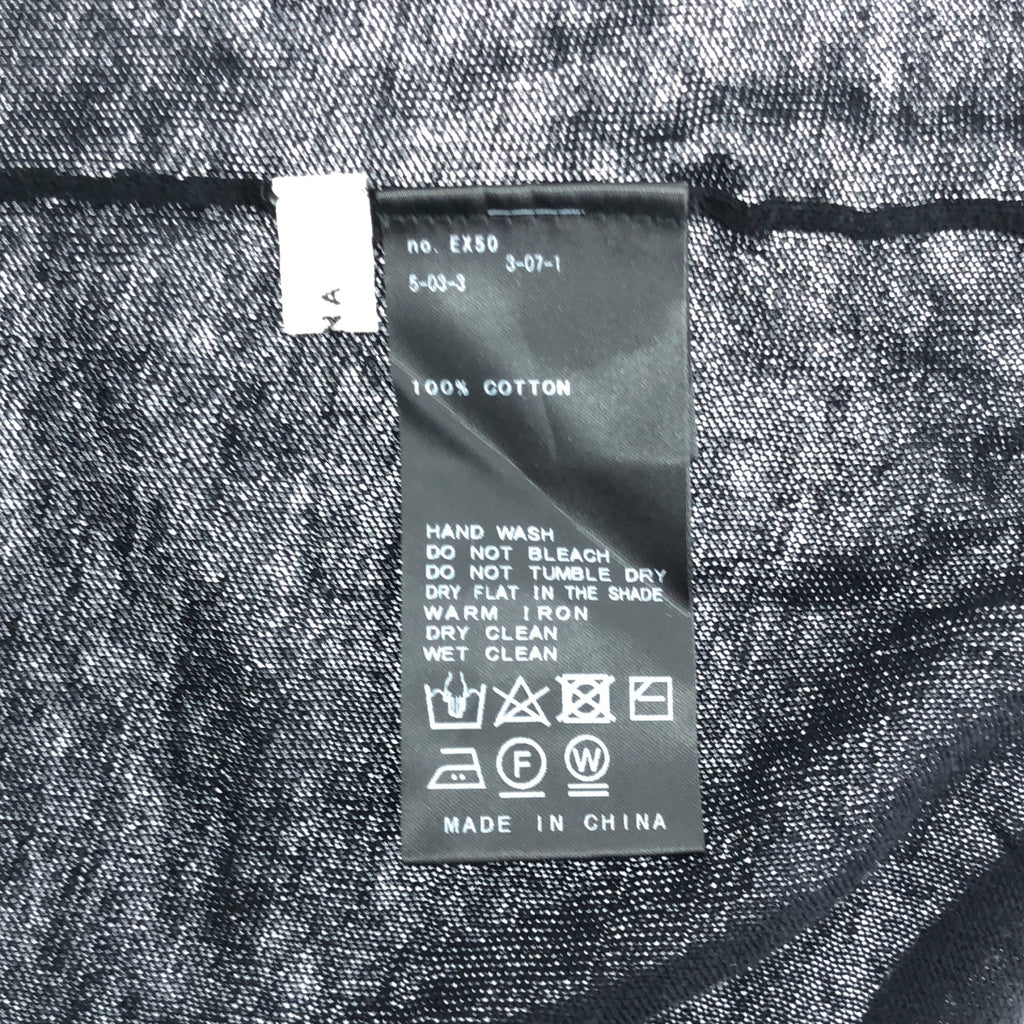 no. EX50
3-07-1
5-03-3
100% COTTON
HAND WASH
DO NOT BLEACH
DO NOT TUMBLE DRY
DRY FLAT IN THE SHADE
WARM IRON
DRY CLEAN
WET CLEAN
F
W
MADE IN CHINA